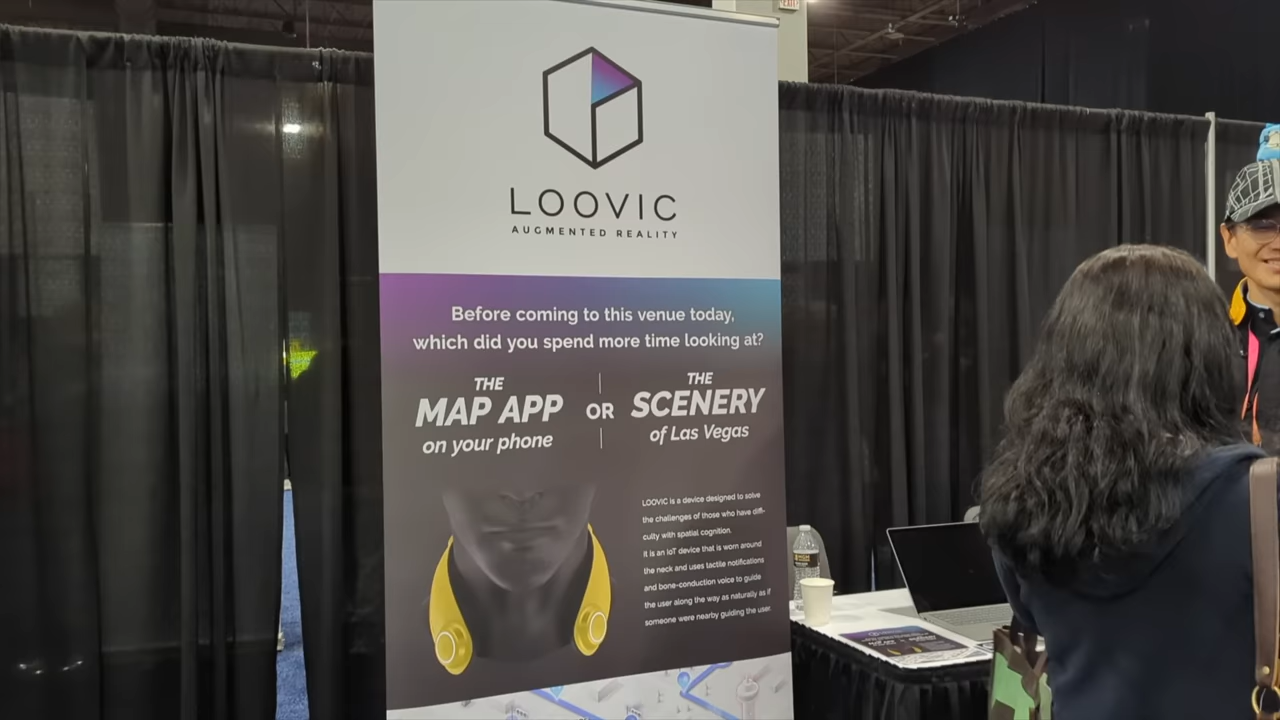 LOOVIC
AUGMENTED REALITY
Before coming to this venue today,
which did you spend more time looking at?
THE
MAP APP
on your phone
OR
THE
SCENERY
of Las Vegas
LOOVIC is a device designed to solve
the challenges of those who have diffi-
culty with spatial cognition.
It is an IoT device that is worn around
the neck and uses tactile notifications
and bone-conduction voice to guide
the user along the way as naturally as if
someone were nearby guiding the user.
MAP APP
SCENERY